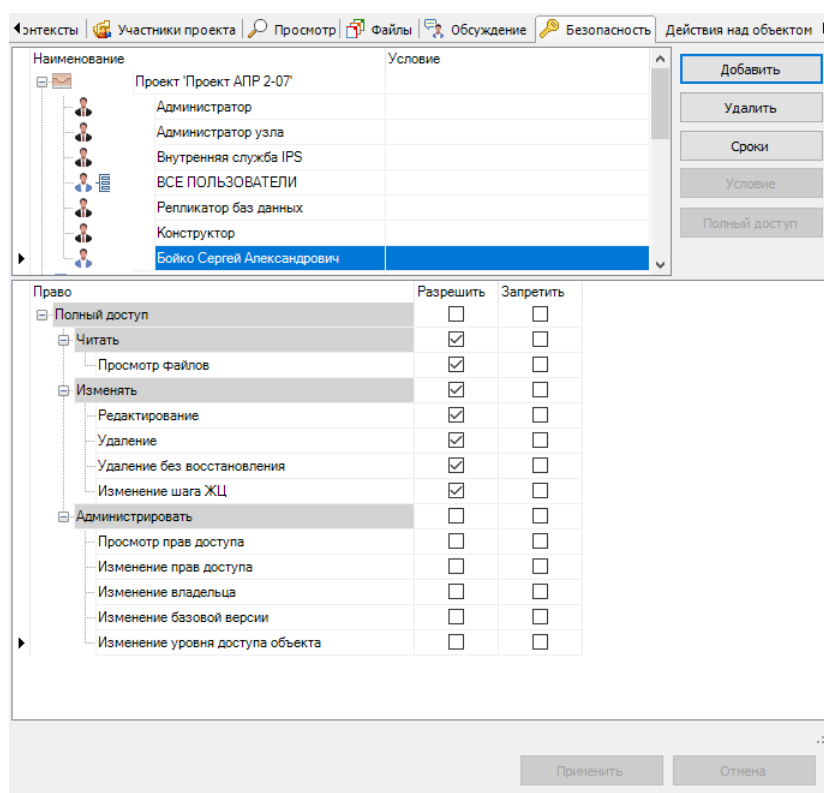 онтексты Участники проекта Просмотр Файлы Обсуждение Безопасность Действия над объектом
Наименование Условие
Проект 'Проект АПР 2-07' Добавить
Администратор Удалить
Администратор узла
Внутренняя служба IPS Сроки
ВСЕ ПОЛЬЗОВАТЕЛИ Условие
Репликатор баз данных
Конструктор Полный доступ
Бойко Сергей Александрович
Право Разрешить Запретить
Полный доступ
Читать
Просмотр файлов
Изменять
Редактирование
Удаление
Удаление без восстановления
Изменение шага ЖЦ
Администрировать
Просмотр прав доступа
Изменение прав доступа
Изменение владельца
Изменение базовой версии
Изменение уровня доступа объекта
Применить Отмена